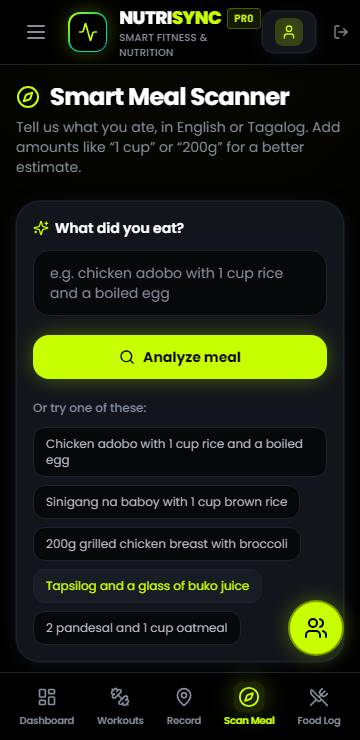 NUTRISYNC PRO
SMART FITNESS &
NUTRITION
Smart Meal Scanner
Tell us what you ate, in English or Tagalog. Add
amounts like “1 cup” or “200g” for a better
estimate.
What did you eat?
e.g. chicken adobo with 1 cup rice
and a boiled egg
Analyze meal
Or try one of these:
Chicken adobo with 1 cup rice and a boiled
egg
Sinigang na baboy with 1 cup brown rice
200g grilled chicken breast with broccoli
Tapsilog and a glass of buko juice
2 pandesal and 1 cup oatmeal
Dashboard Workouts Record Scan Meal Food Log